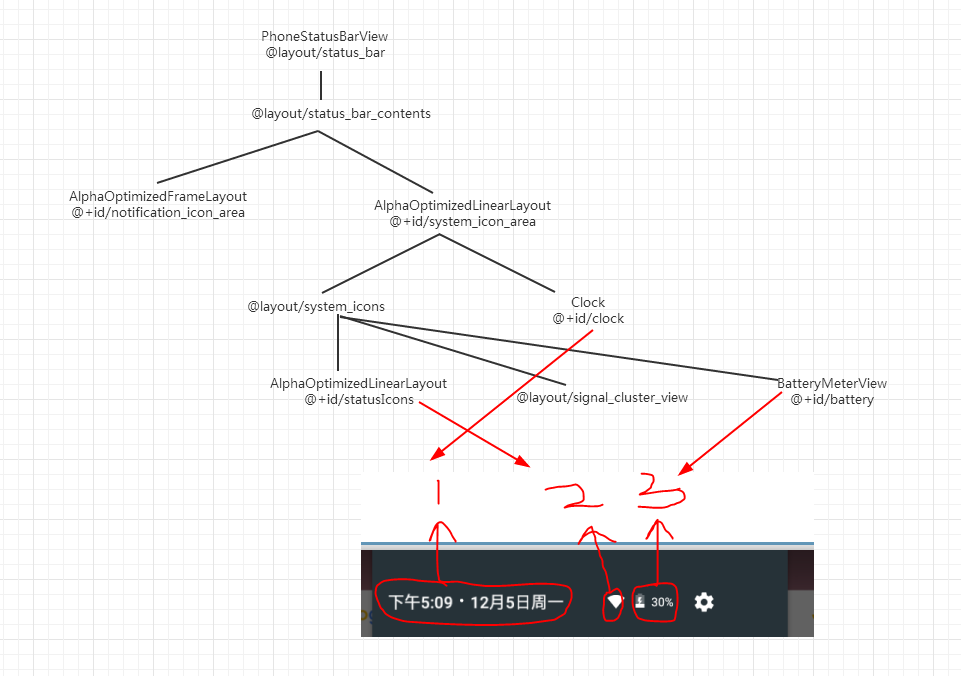 PhoneStatusBarView
@layout/status_bar
@layout/status_bar_contents
AlphaOptimizedFrameLayout
@+id/notification_icon_area
AlphaOptimizedLinearLayout
@+id/system_icon_area
@layout/system_icons
Clock
@+id/clock
AlphaOptimizedLinearLayout
@+id/statusIcons
@layout/signal_cluster_view
BatteryMeterView
@+id/battery
1 2 3
下午5:09 · 12月5日周一 30%